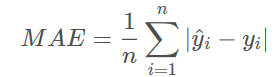 MAE = \frac{1}{n} \sum_{i=1}^{n} |\hat{y}_i - y_i|